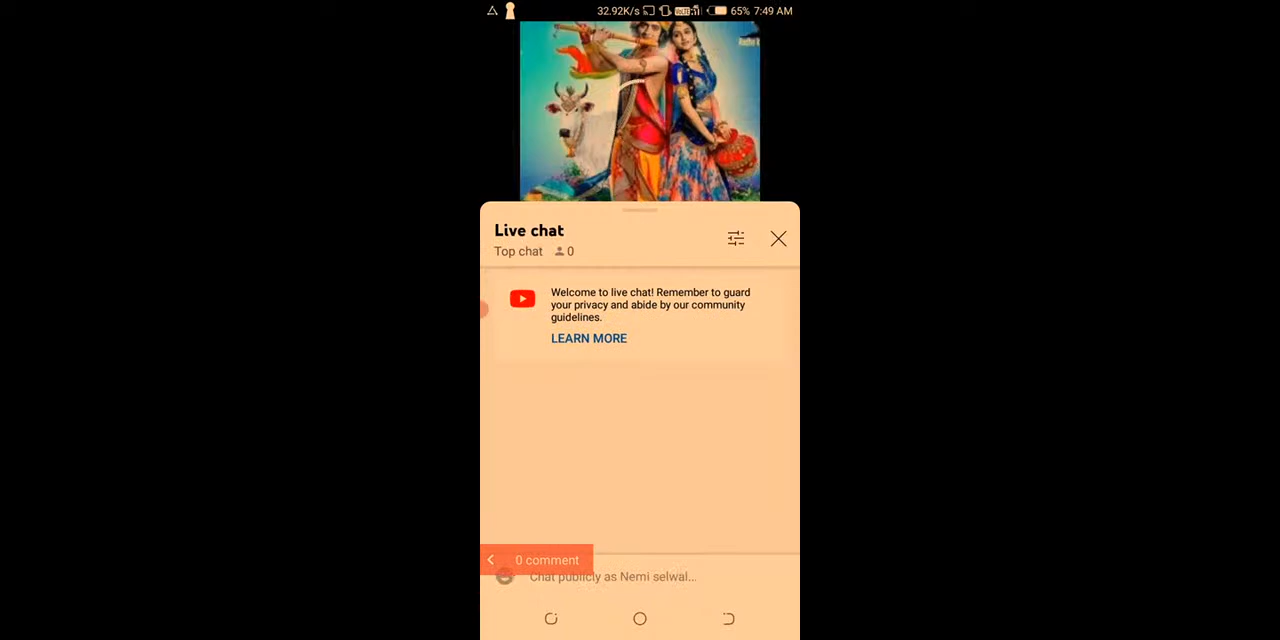 32.92K/s 65% 7:49 AM
Live chat
Top chat 0
Welcome to live chat! Remember to guard
your privacy and abide by our community
guidelines.
LEARN MORE
0 comment
Chat publicly as Nemi selwal...